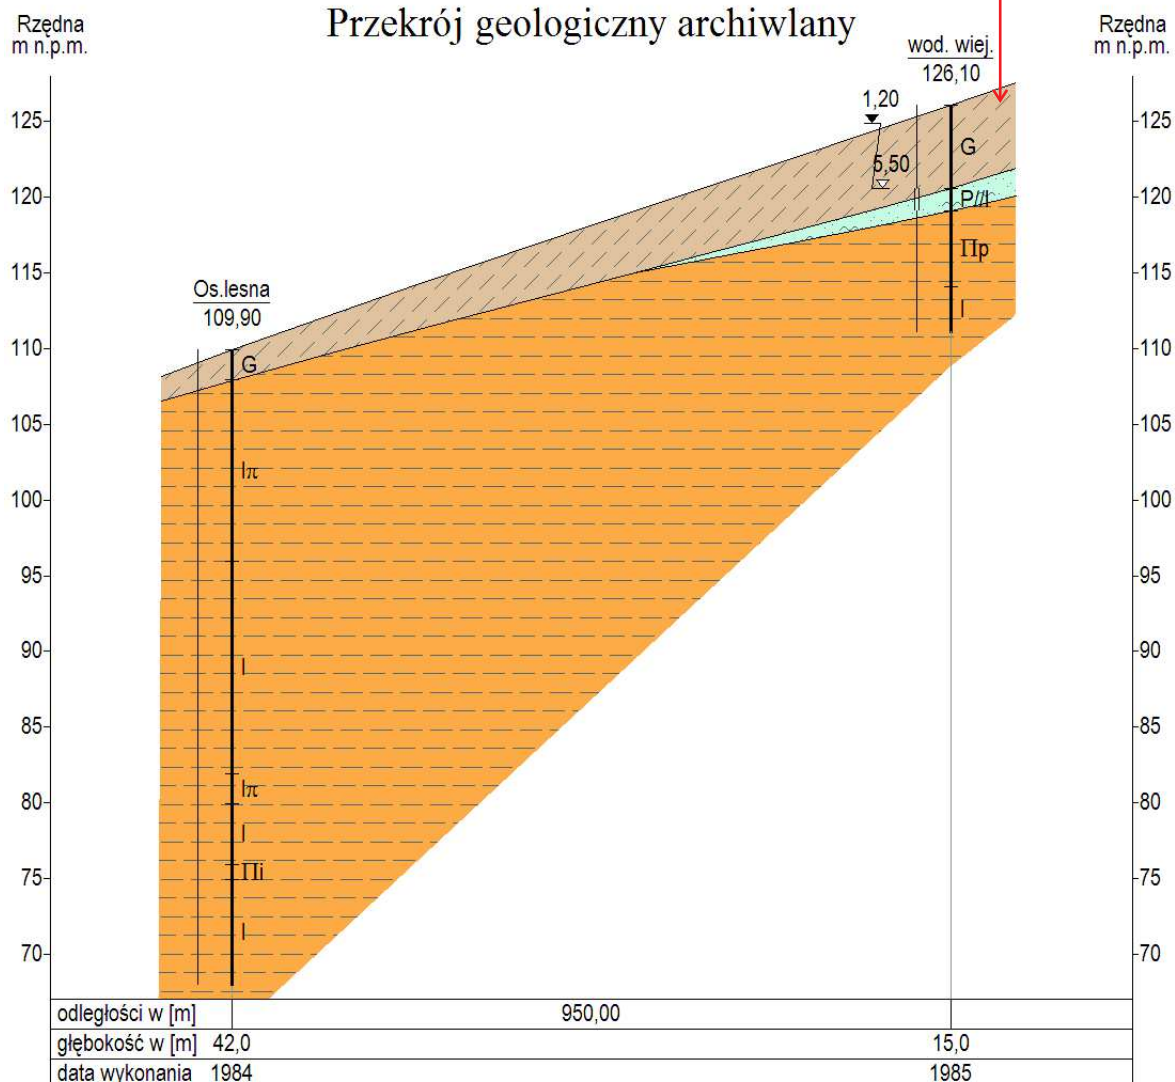 Przekrój geologiczny archiwlany
Rzędna
m n.p.m.
Rzędna
m n.p.m.
wod. wiej.
126,10
1,20
5,50
G
P//I
Πp
I
Os.lesna
109,90
G
Iπ
I
Iπ
I
Πi
I
125
120
115
110
105
100
95
90
85
80
75
70
125
120
115
110
105
100
95
90
85
80
75
70
odległości w [m] 950,00
głębokość w [m] 42,0 15,0
data wykonania 1984 1985